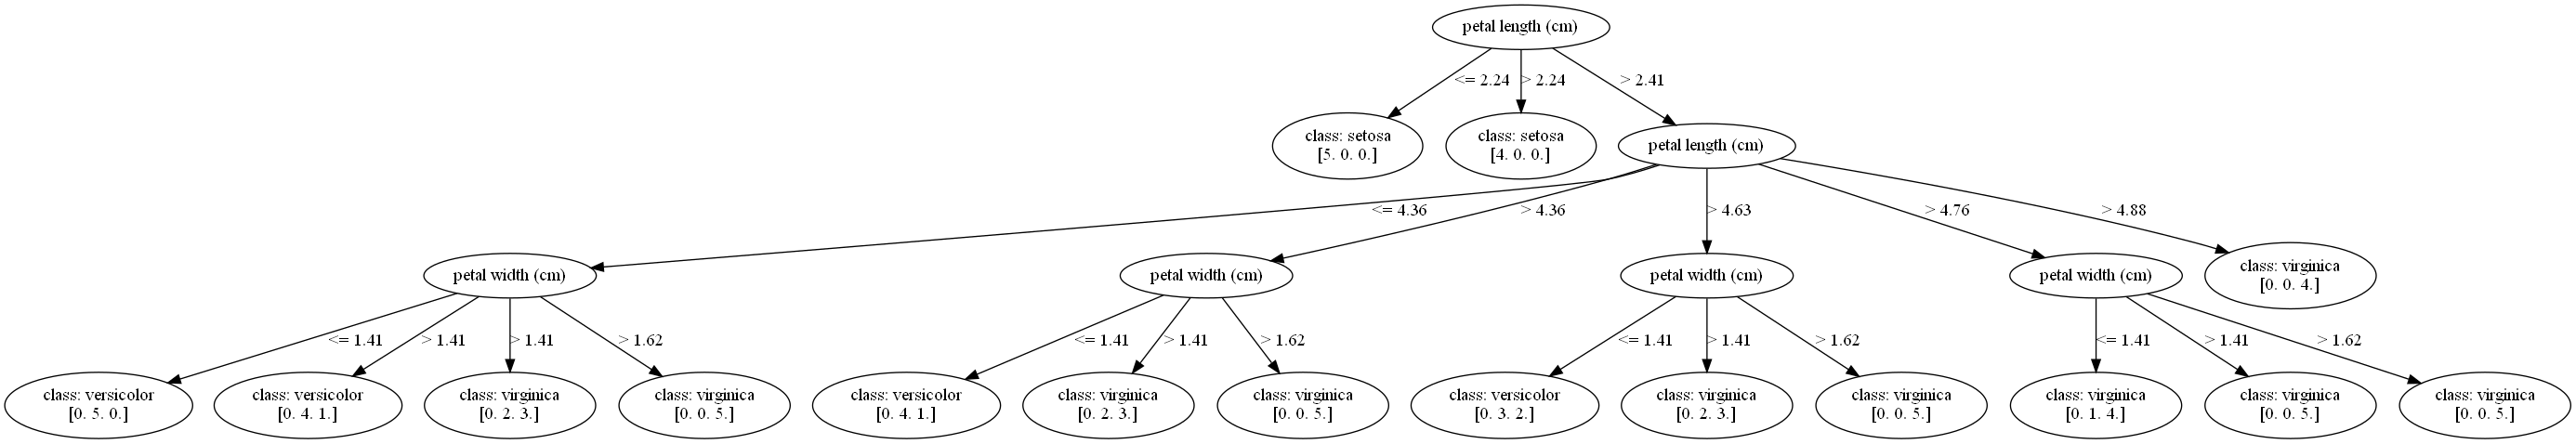 petal length (cm)
<= 2.24
> 2.24
> 2.41
class: setosa
[5. 0. 0.]
class: setosa
[4. 0. 0.]
petal length (cm)
<= 4.36
> 4.36
> 4.63
> 4.76
> 4.88
petal width (cm)
petal width (cm)
petal width (cm)
petal width (cm)
class: virginica
[0. 0. 4.]
<= 1.41
> 1.41
> 1.41
> 1.62
<= 1.41
> 1.41
> 1.62
<= 1.41
> 1.41
> 1.62
<= 1.41
> 1.41
> 1.62
class: versicolor
[0. 5. 0.]
class: versicolor
[0. 4. 1.]
class: virginica
[0. 2. 3.]
class: virginica
[0. 0. 5.]
class: versicolor
[0. 4. 1.]
class: virginica
[0. 2. 3.]
class: virginica
[0. 0. 5.]
class: versicolor
[0. 3. 2.]
class: virginica
[0. 2. 3.]
class: virginica
[0. 0. 5.]
class: virginica
[0. 1. 4.]
class: virginica
[0. 0. 5.]
class: virginica
[0. 0. 5.]